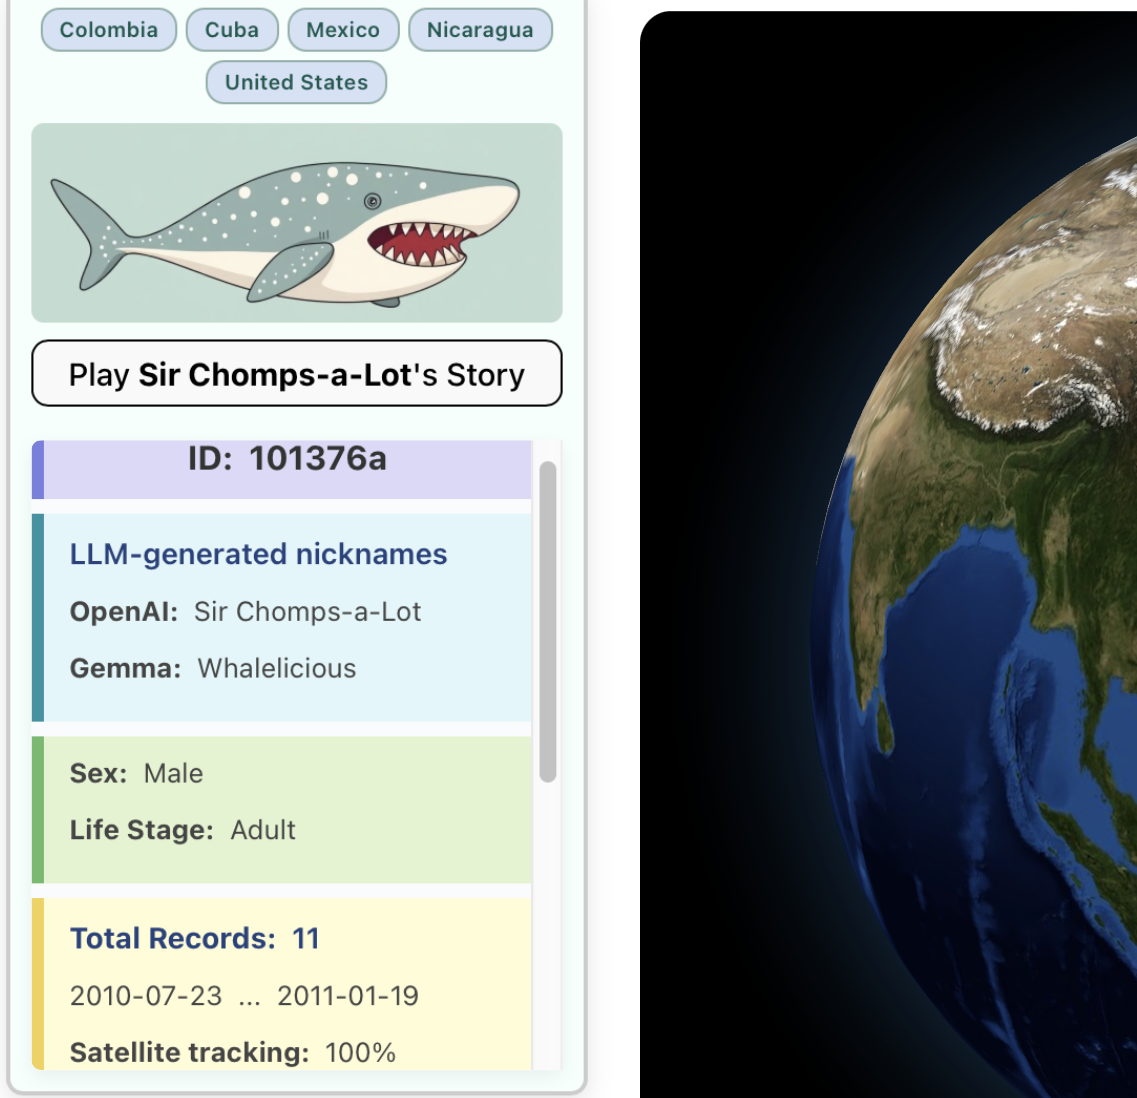 Colombia Cuba Mexico Nicaragua
United States
Play Sir Chomps-a-Lot's Story
ID: 101376a
LLM-generated nicknames
OpenAI: Sir Chomps-a-Lot
Gemma: Whalelicious
Sex: Male
Life Stage: Adult
Total Records: 11
2010-07-23 ... 2011-01-19
Satellite tracking: 100%